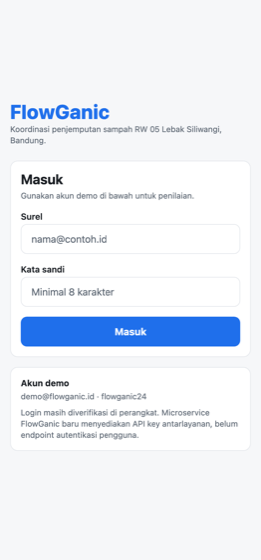 FlowGanic
Koordinasi penjemputan sampah RW 05 Lebak Siliwangi,
Bandung.
Masuk
Gunakan akun demo di bawah untuk penilaian.
Surel
nama@contoh.id
Kata sandi
Minimal 8 karakter
Masuk
Akun demo
demo@flowganic.id · flowganic24
Login masih diverifikasi di perangkat. Microservice
FlowGanic baru menyediakan API key antarlayanan, belum
endpoint autentikasi pengguna.